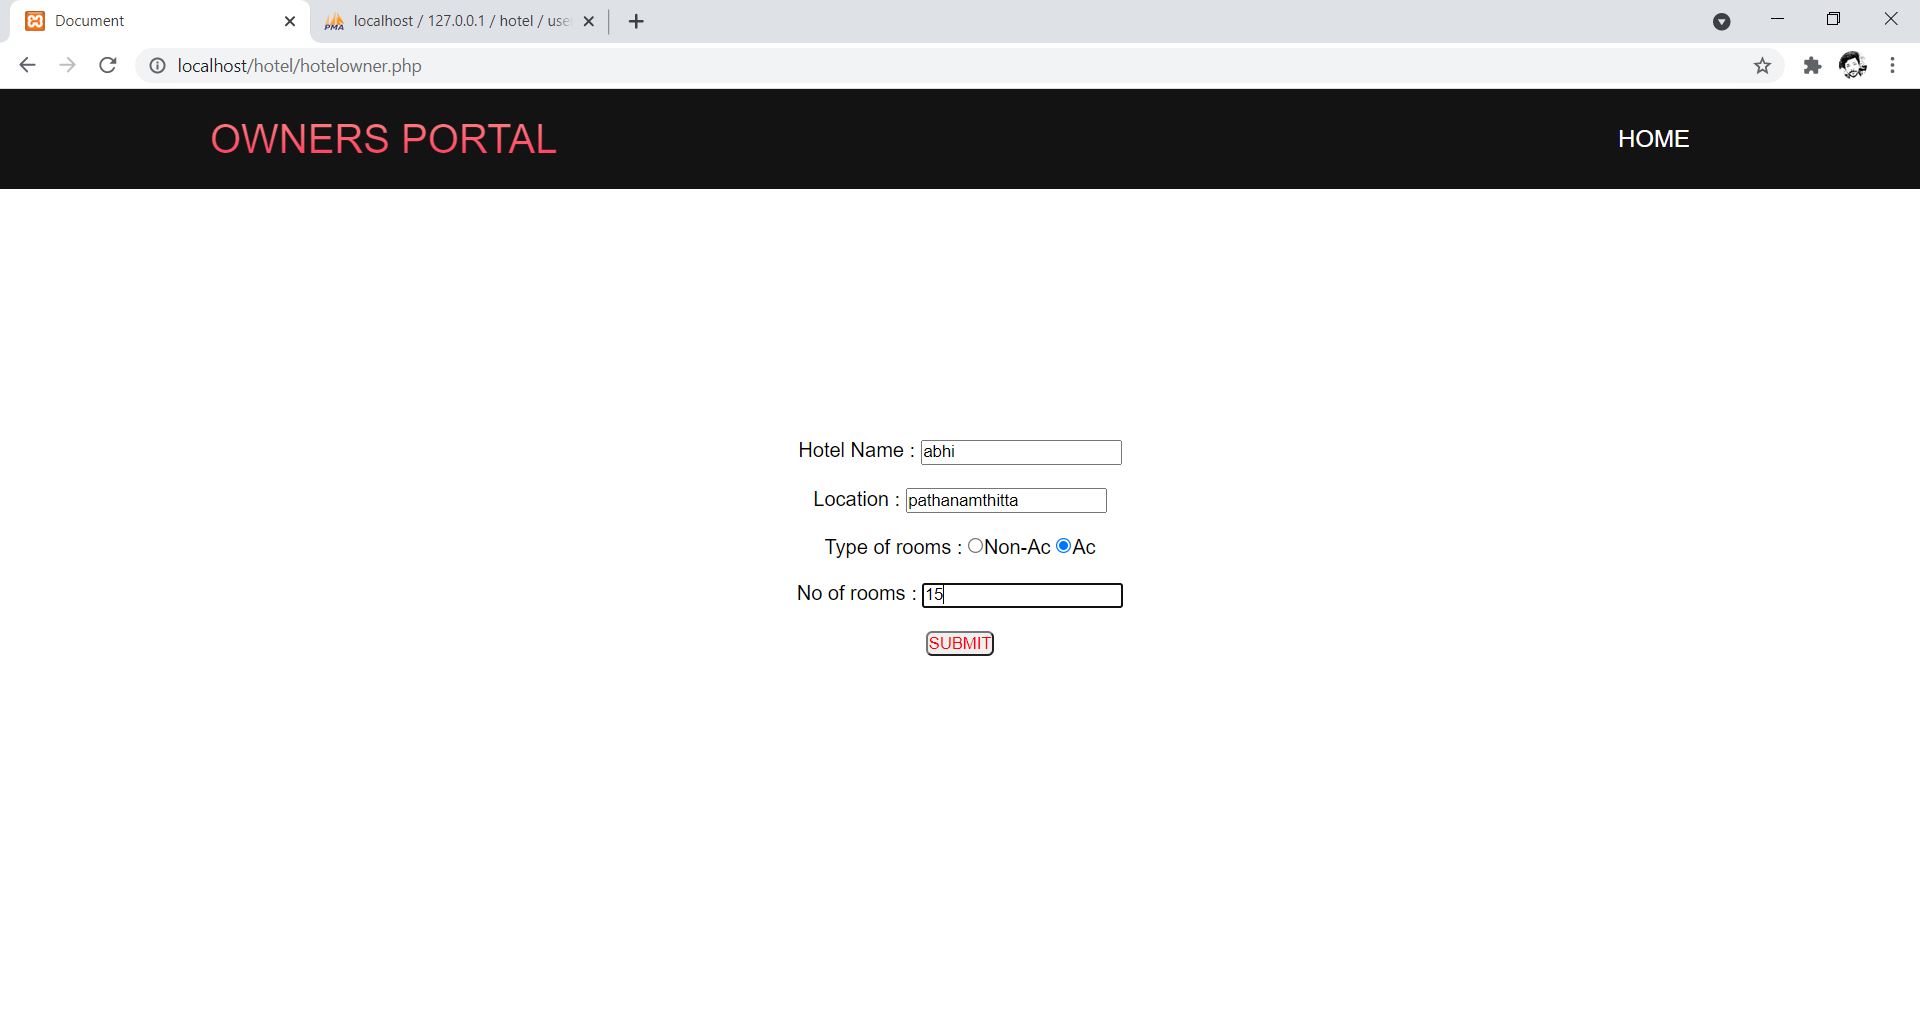 Document
localhost / 127.0.0.1 / hotel / use
localhost/hotel/hotelowner.php
OWNERS PORTAL
HOME
Hotel Name : abhi
Location : pathanamthitta
Type of rooms : Non-Ac Ac
No of rooms : 15
SUBMIT